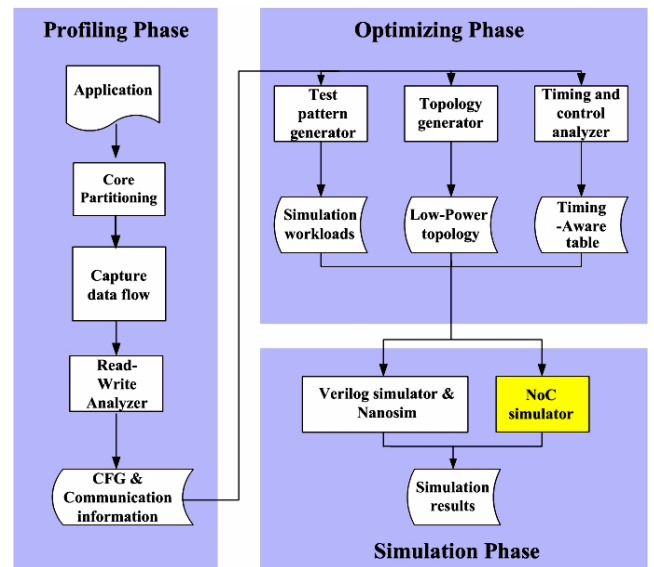 Profiling Phase
Application
Core
Partitioning
Capture
data flow
Read-
Write
Analyzer
CFG &
Communication
information
Optimizing Phase
Test
pattern
generator
Topology
generator
Timing and
control
analyzer
Simulation
workloads
Low-Power
topology
Timing
-Aware
table
Verilog simulator &
Nanosim
NoC
simulator
Simulation
results
Simulation Phase